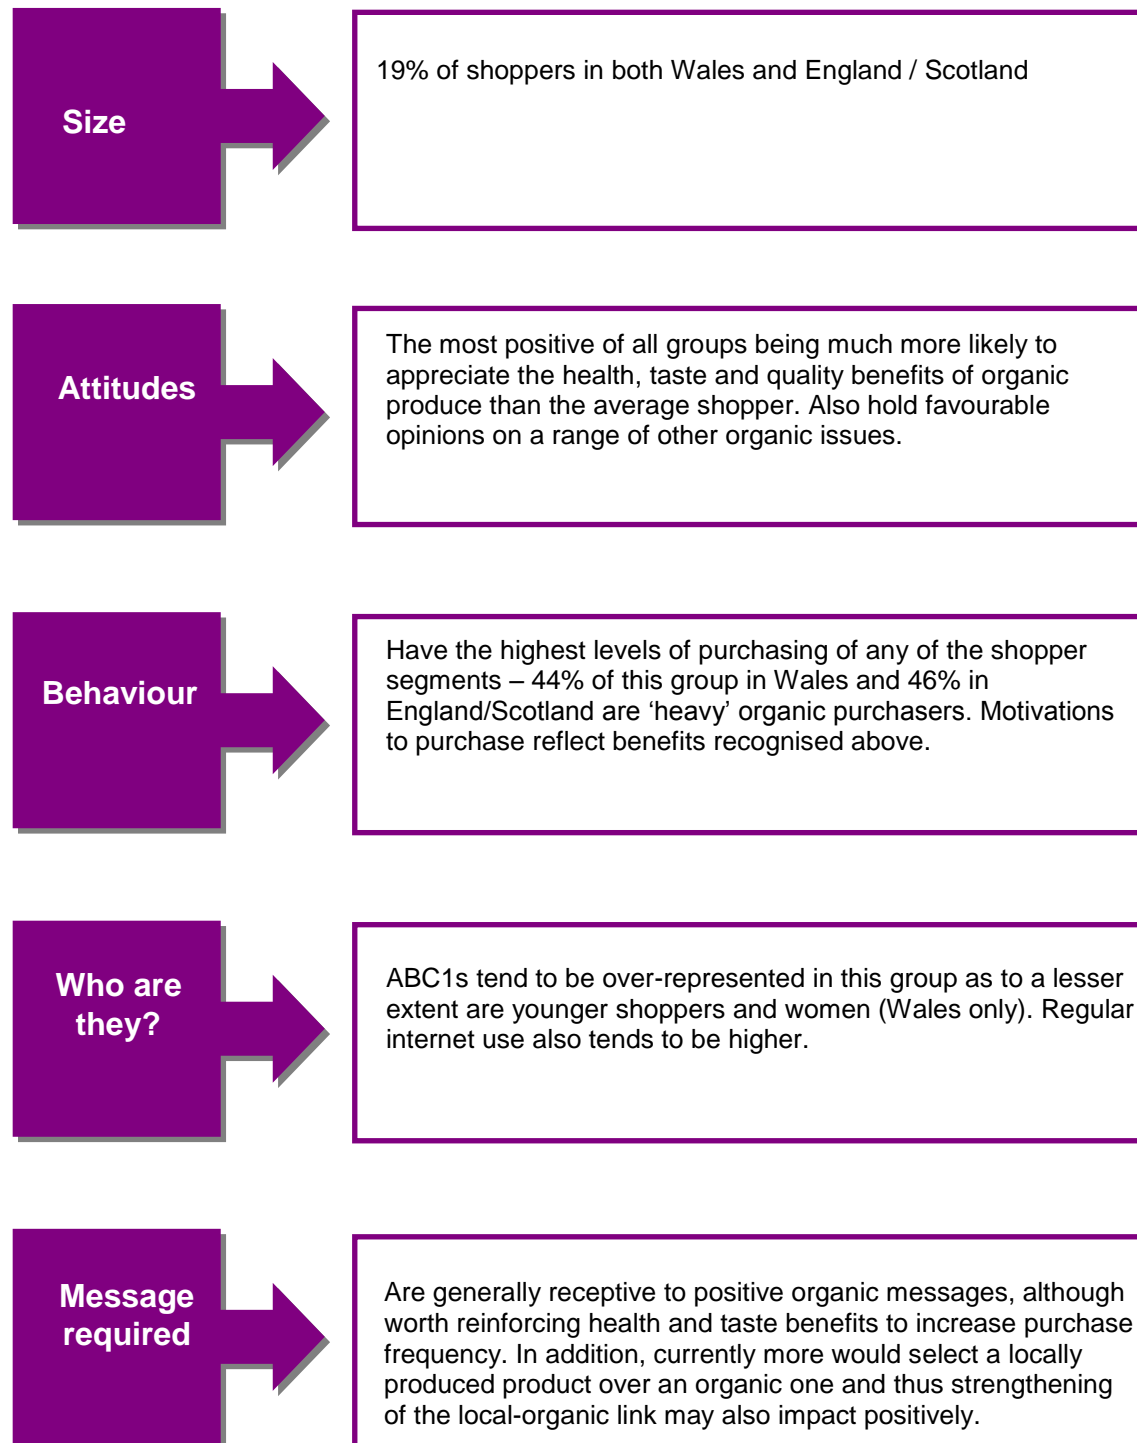 Size
19% of shoppers in both Wales and England / Scotland
Attitudes
The most positive of all groups being much more likely to
appreciate the health, taste and quality benefits of organic
produce than the average shopper. Also hold favourable
opinions on a range of other organic issues.
Behaviour
Have the highest levels of purchasing of any of the shopper
segments – 44% of this group in Wales and 46% in
England/Scotland are ‘heavy’ organic purchasers. Motivations
to purchase reflect benefits recognised above.
Who are
they?
ABC1s tend to be over-represented in this group as to a lesser
extent are younger shoppers and women (Wales only). Regular
internet use also tends to be higher.
Message
required
Are generally receptive to positive organic messages, although
worth reinforcing health and taste benefits to increase purchase
frequency. In addition, currently more would select a locally
produced product over an organic one and thus strengthening
of the local-organic link may also impact positively.